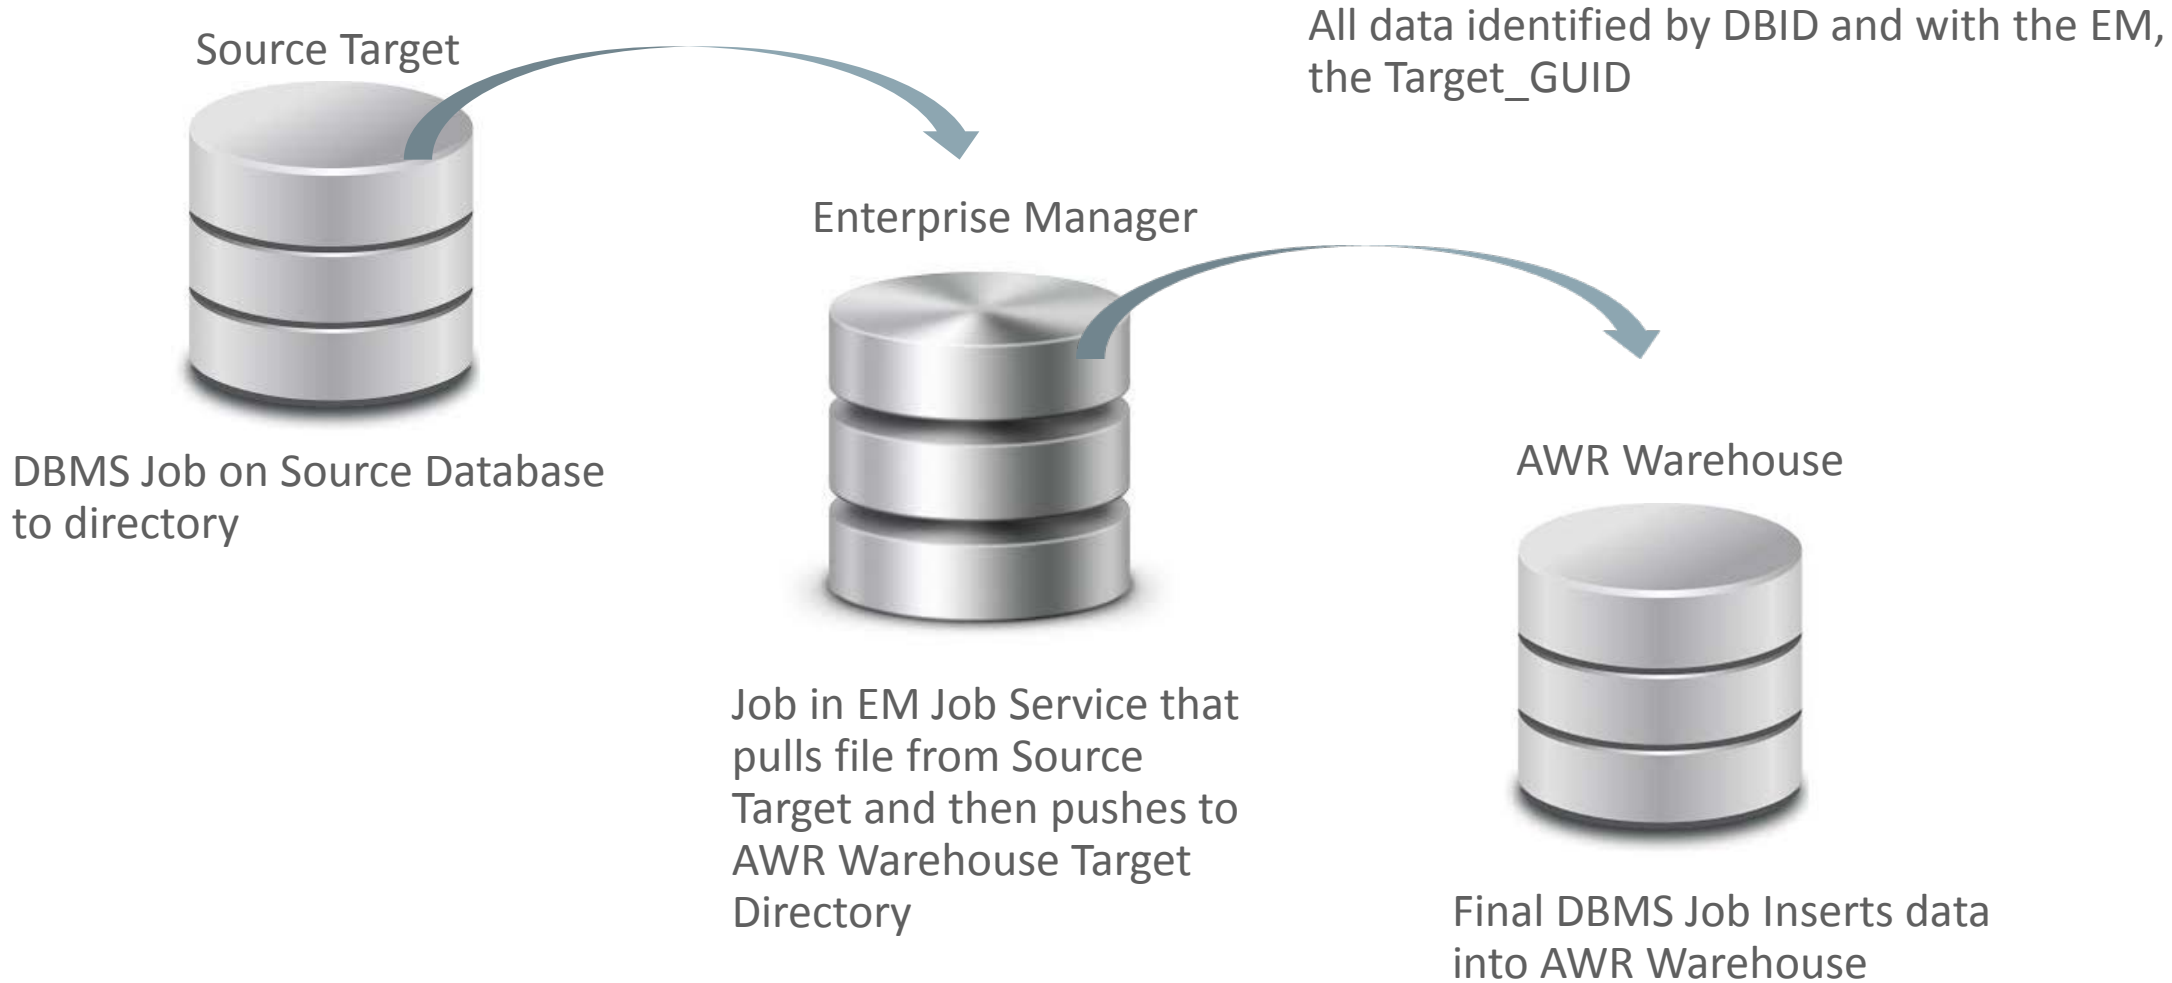 Source Target
All data identified by DBID and with the EM,
the Target_GUID
Enterprise Manager
DBMS Job on Source Database
to directory
AWR Warehouse
Job in EM Job Service that
pulls file from Source
Target and then pushes to
AWR Warehouse Target
Directory
Final DBMS Job Inserts data
into AWR Warehouse